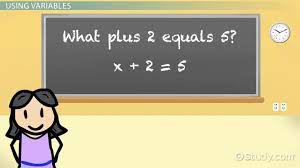 USING VARIABLES
What plus 2 equals 5?
x + 2 = 5
Study.com